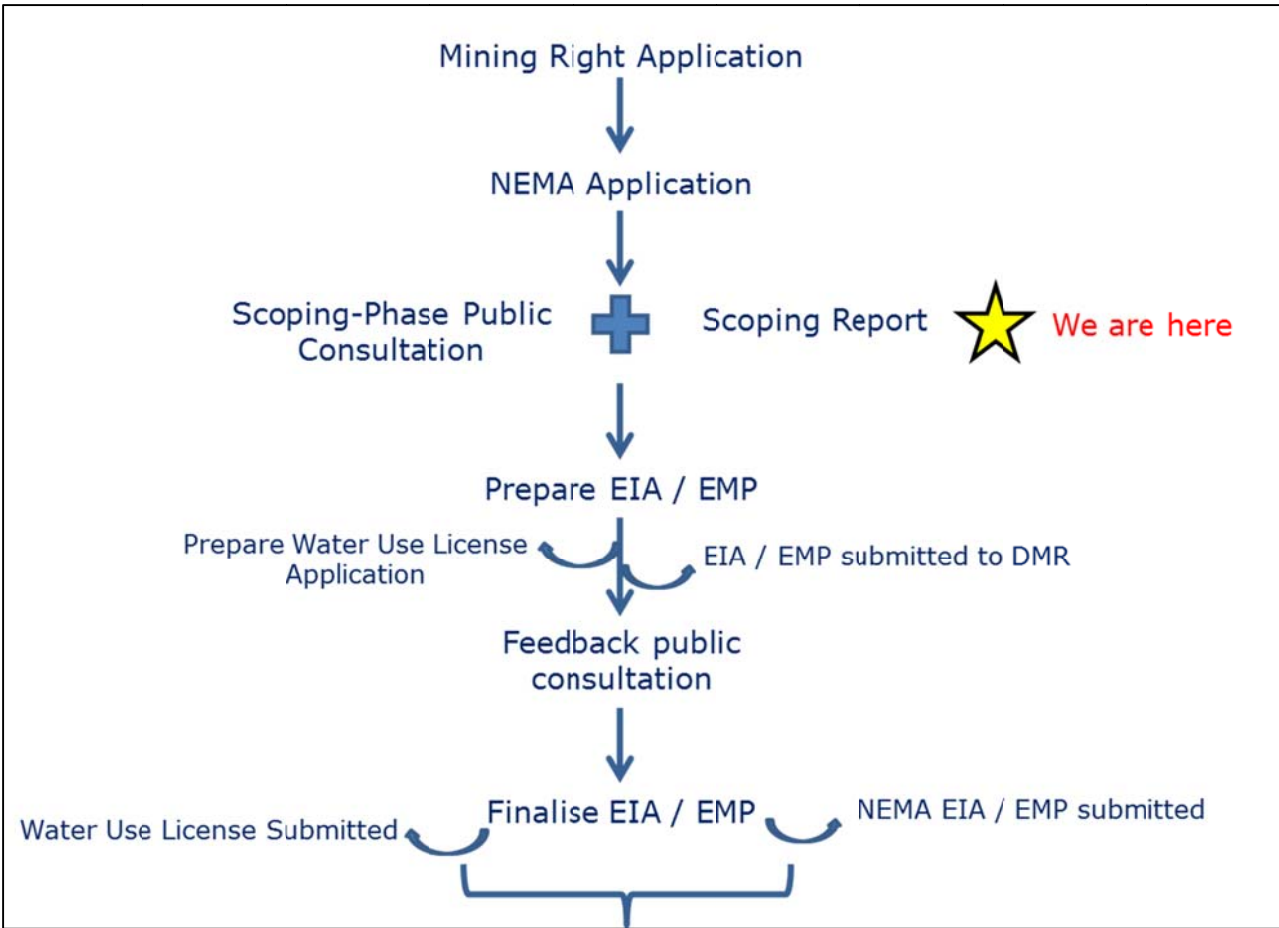 Mining Right Application
NEMA Application
Scoping-Phase Public
Consultation
Scoping Report
We are here
Prepare EIA / EMP
Prepare Water Use License
Application
EIA / EMP submitted to DMR
Feedback public
consultation
Finalise EIA / EMP
NEMA EIA / EMP submitted
Water Use License Submitted